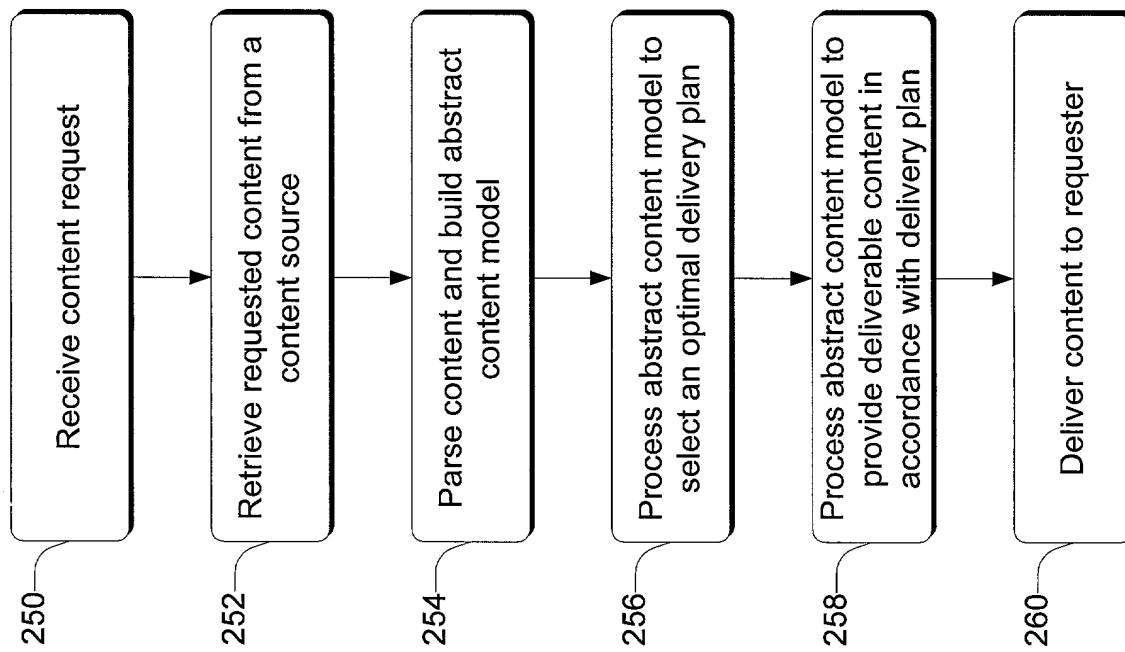 250
Receive content request
252
Retrieve requested content from a
content source
254
Parse content and build abstract
content model
256
Process abstract content model to
select an optimal delivery plan
258
Process abstract content model to
provide deliverable content in
accordance with delivery plan
260
Deliver content to requester